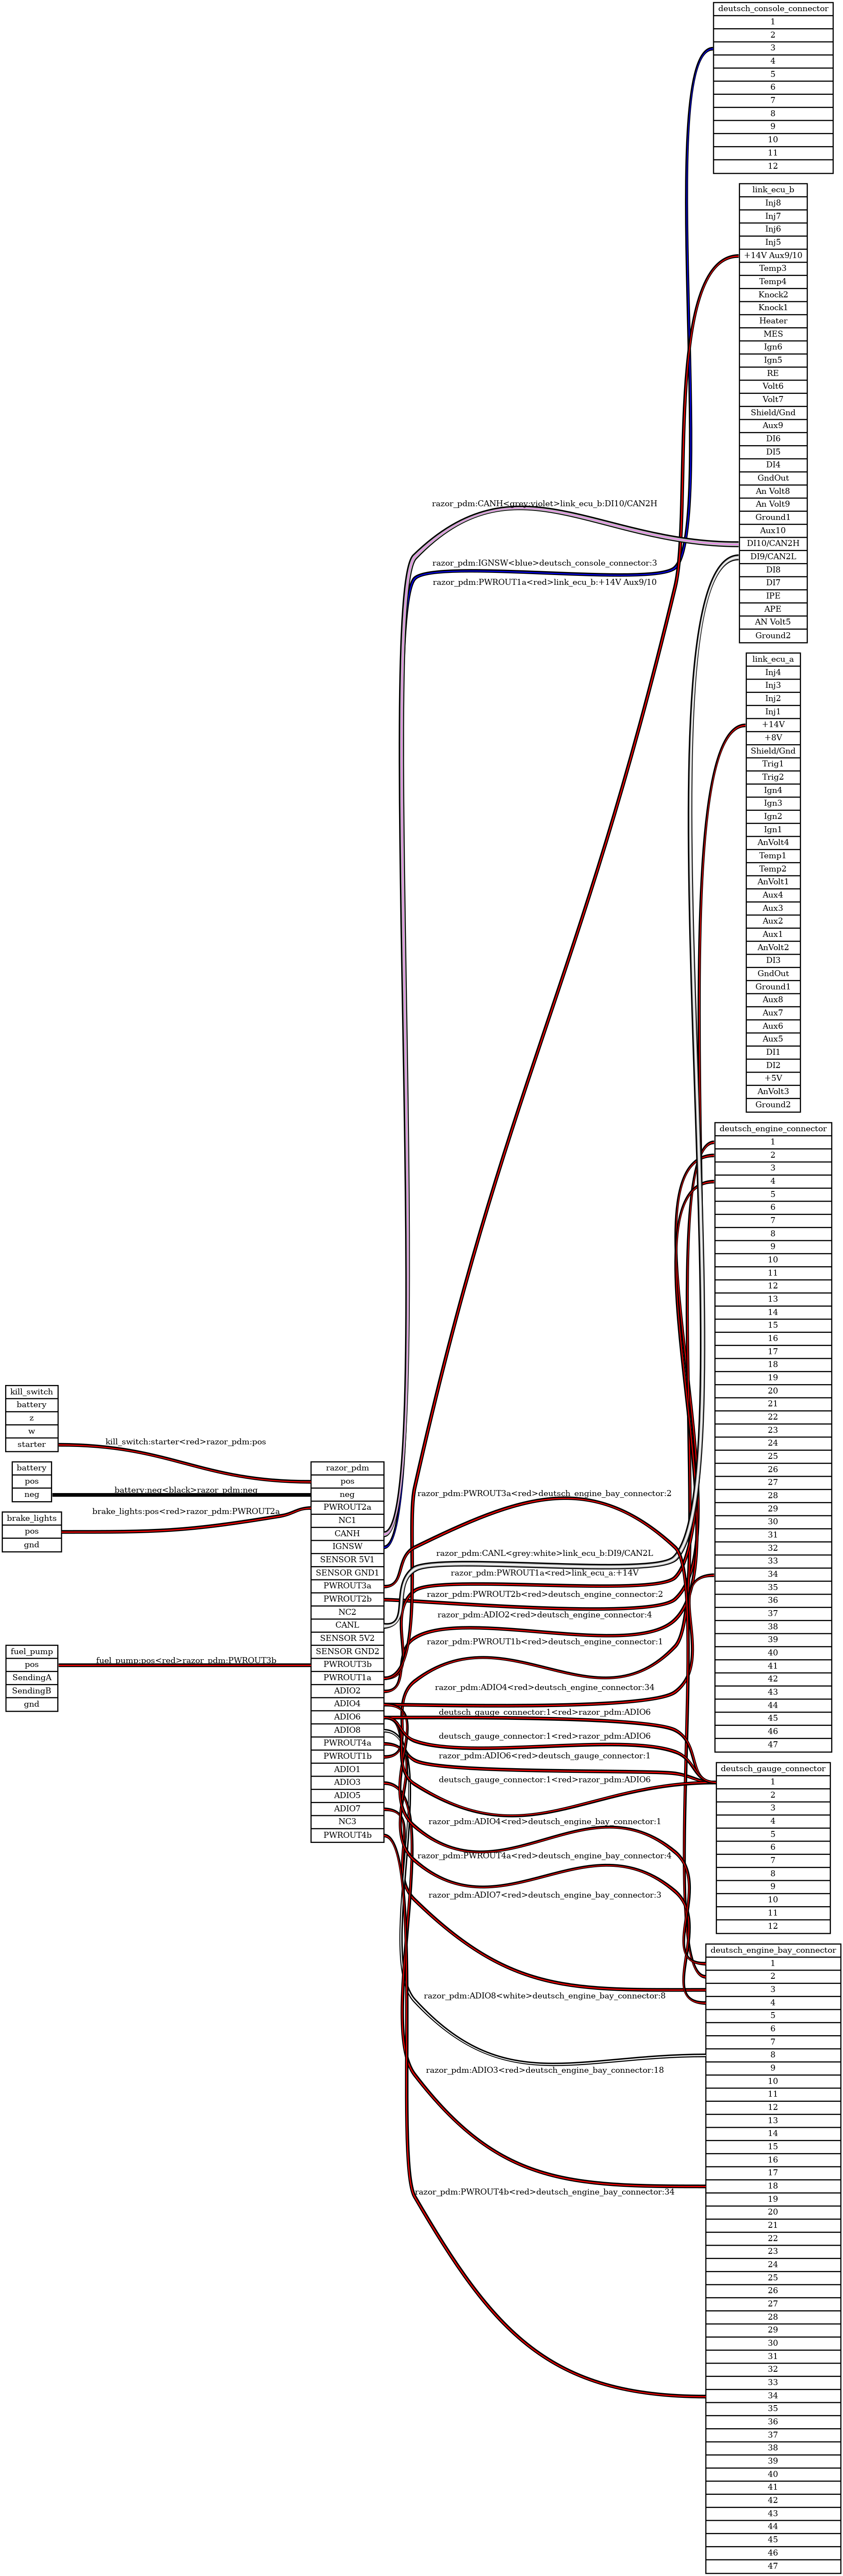 deutsch_console_connector
1
2
3
4
5
6
7
8
9
10
11
12
link_ecu_b
Inj8
Inj7
Inj6
Inj5
+14V Aux9/10
Temp3
Temp4
Knock2
Knock1
Heater
MES
Ign6
Ign5
RE
Volt6
Volt7
Shield/Gnd
Aux9
DI6
DI5
DI4
GndOut
An Volt8
An Volt9
Ground1
Aux10
DI10/CAN2H
DI9/CAN2L
DI8
DI7
IPE
APE
AN Volt5
Ground2
razor_pdm:CANH<grey:violet>link_ecu_b:DI10/CAN2H
razor_pdm:IGNSW<blue>deutsch_console_connector:3
razor_pdm:PWROUT1a<red>link_ecu_b:+14V Aux9/10
link_ecu_a
Inj4
Inj3
Inj2
Inj1
+14V
+8V
Shield/Gnd
Trig1
Trig2
Ign4
Ign3
Ign2
Ign1
AnVolt4
Temp1
Temp2
AnVolt1
Aux4
Aux3
Aux2
Aux1
AnVolt2
DI3
GndOut
Ground1
Aux8
Aux7
Aux6
Aux5
DI1
DI2
+5V
AnVolt3
Ground2
deutsch_engine_connector
1
2
3
4
5
6
7
8
9
10
11
12
13
14
15
16
17
18
19
20
21
22
23
24
25
26
27
28
29
30
31
32
33
34
35
36
37
38
39
40
41
42
43
44
45
46
47
kill_switch
battery
z
w
starter
kill_switch:starter<red>razor_pdm:pos
battery
pos
neg
battery:neg<black>razor_pdm:neg
brake_lights
pos
gnd
brake_lights:pos<red>razor_pdm:PWROUT2a
fuel_pump
pos
SendingA
SendingB
gnd
fuel_pump:pos<red>razor_pdm:PWROUT3b
razor_pdm
pos
neg
PWROUT2a
NC1
CANH
IGNSW
SENSOR 5V1
SENSOR GND1
PWROUT3a
PWROUT2b
NC2
CANL
SENSOR 5V2
SENSOR GND2
PWROUT3b
PWROUT1a
ADIO2
ADIO4
ADIO6
ADIO8
PWROUT4a
PWROUT1b
ADIO1
ADIO3
ADIO5
ADIO7
NC3
PWROUT4b
razor_pdm:PWROUT3a<red>deutsch_engine_bay_connector:2
razor_pdm:CANL<grey:white>link_ecu_b:DI9/CAN2L
razor_pdm:PWROUT1a<red>link_ecu_a:+14V
razor_pdm:PWROUT2b<red>deutsch_engine_connector:2
razor_pdm:ADIO2<red>deutsch_engine_connector:4
razor_pdm:PWROUT1b<red>deutsch_engine_connector:1
razor_pdm:ADIO4<red>deutsch_engine_connector:34
deutsch_gauge_connector:1<red>razor_pdm:ADIO6
deutsch_gauge_connector:1<red>razor_pdm:ADIO6
razor_pdm:ADIO6<red>deutsch_gauge_connector:1
deutsch_gauge_connector:1<red>razor_pdm:ADIO6
razor_pdm:ADIO4<red>deutsch_engine_bay_connector:1
razor_pdm:PWROUT4a<red>deutsch_engine_bay_connector:4
razor_pdm:ADIO7<red>deutsch_engine_bay_connector:3
razor_pdm:ADIO8<white>deutsch_engine_bay_connector:8
razor_pdm:ADIO3<red>deutsch_engine_bay_connector:18
razor_pdm:PWROUT4b<red>deutsch_engine_bay_connector:34
deutsch_gauge_connector
1
2
3
4
5
6
7
8
9
10
11
12
deutsch_engine_bay_connector
1
2
3
4
5
6
7
8
9
10
11
12
13
14
15
16
17
18
19
20
21
22
23
24
25
26
27
28
29
30
31
32
33
34
35
36
37
38
39
40
41
42
43
44
45
46
47